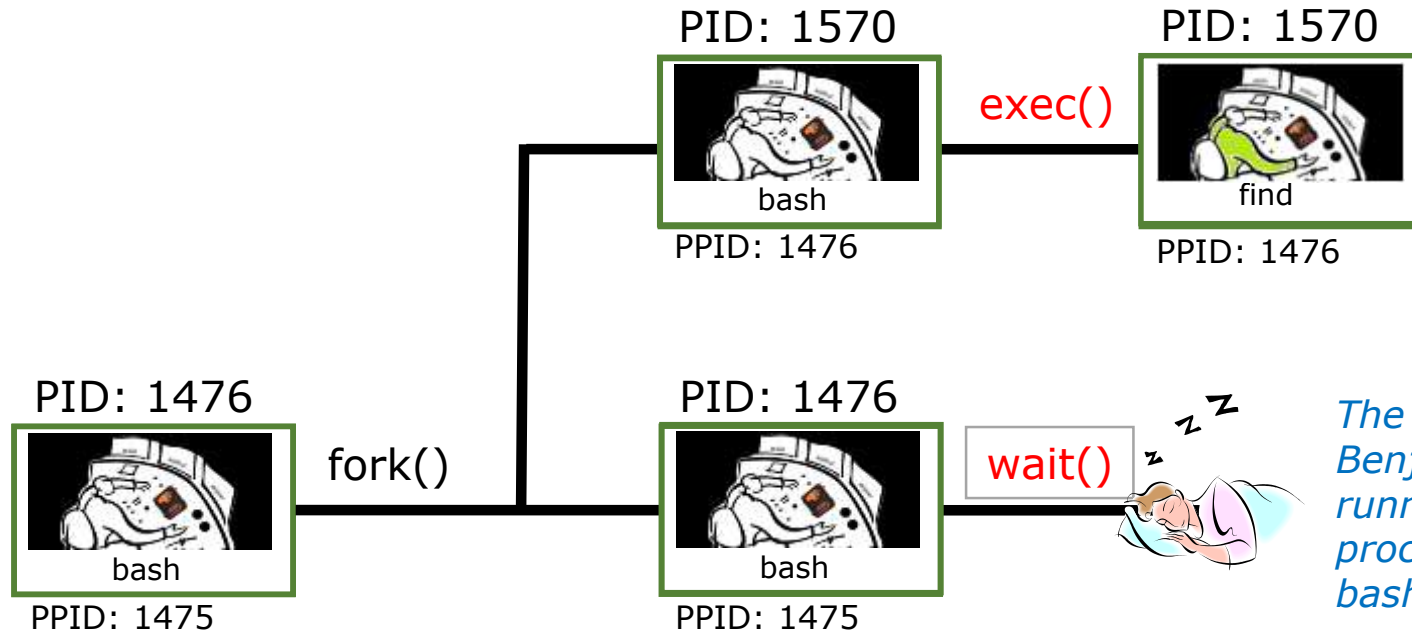 PID: 1570
PID: 1570
exec()
bash
find
PPID: 1476
PPID: 1476
PID: 1476
PID: 1476
fork()
wait()
z z z
The
bash
bash
PPID: 1475
PPID: 1475
bash